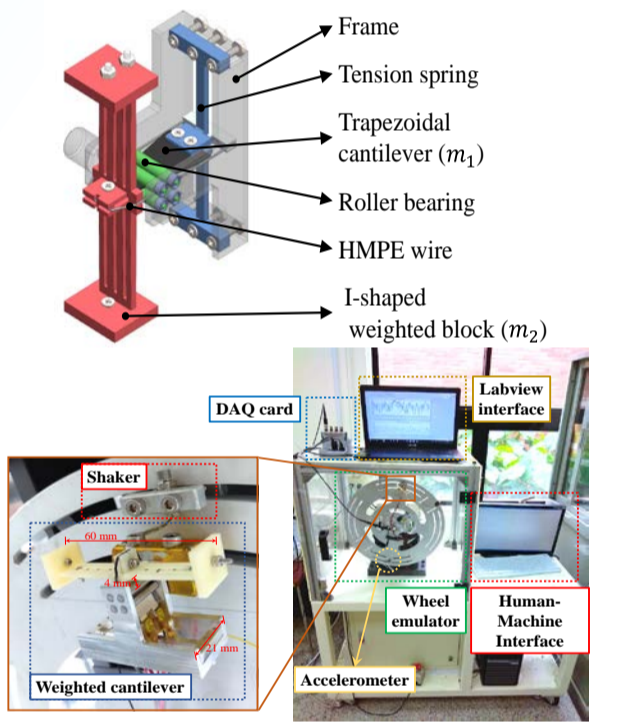 Frame
Tension spring
Trapezoidal
cantilever (m₁)
Roller bearing
HMPE wire
I-shaped
weighted block (m₂)
DAQ card
Labview
interface
Shaker
60 mm
4 mm
21 mm
Weighted cantilever
Wheel
emulator
Human-
Machine
Interface
Accelerometer